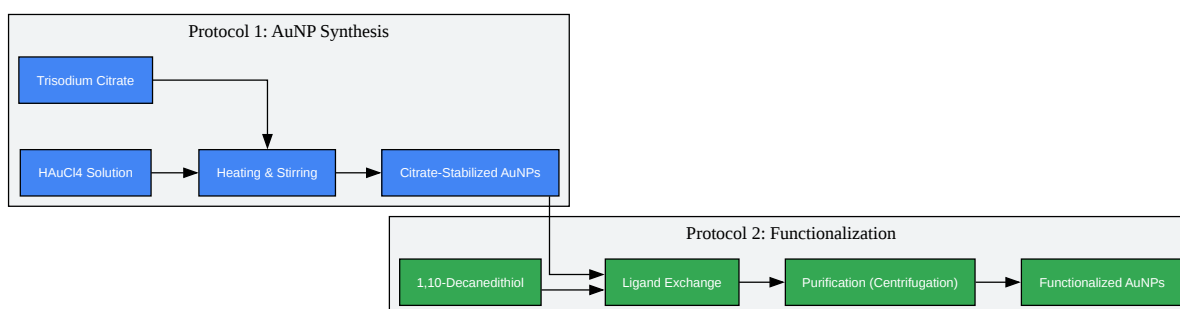 Protocol 1: AuNP Synthesis
Trisodium Citrate
HAuCl4 Solution
Heating & Stirring
Citrate-Stabilized AuNPs
Protocol 2: Functionalization
1,10-Decanedithiol
Ligand Exchange
Purification (Centrifugation)
Functionalized AuNPs